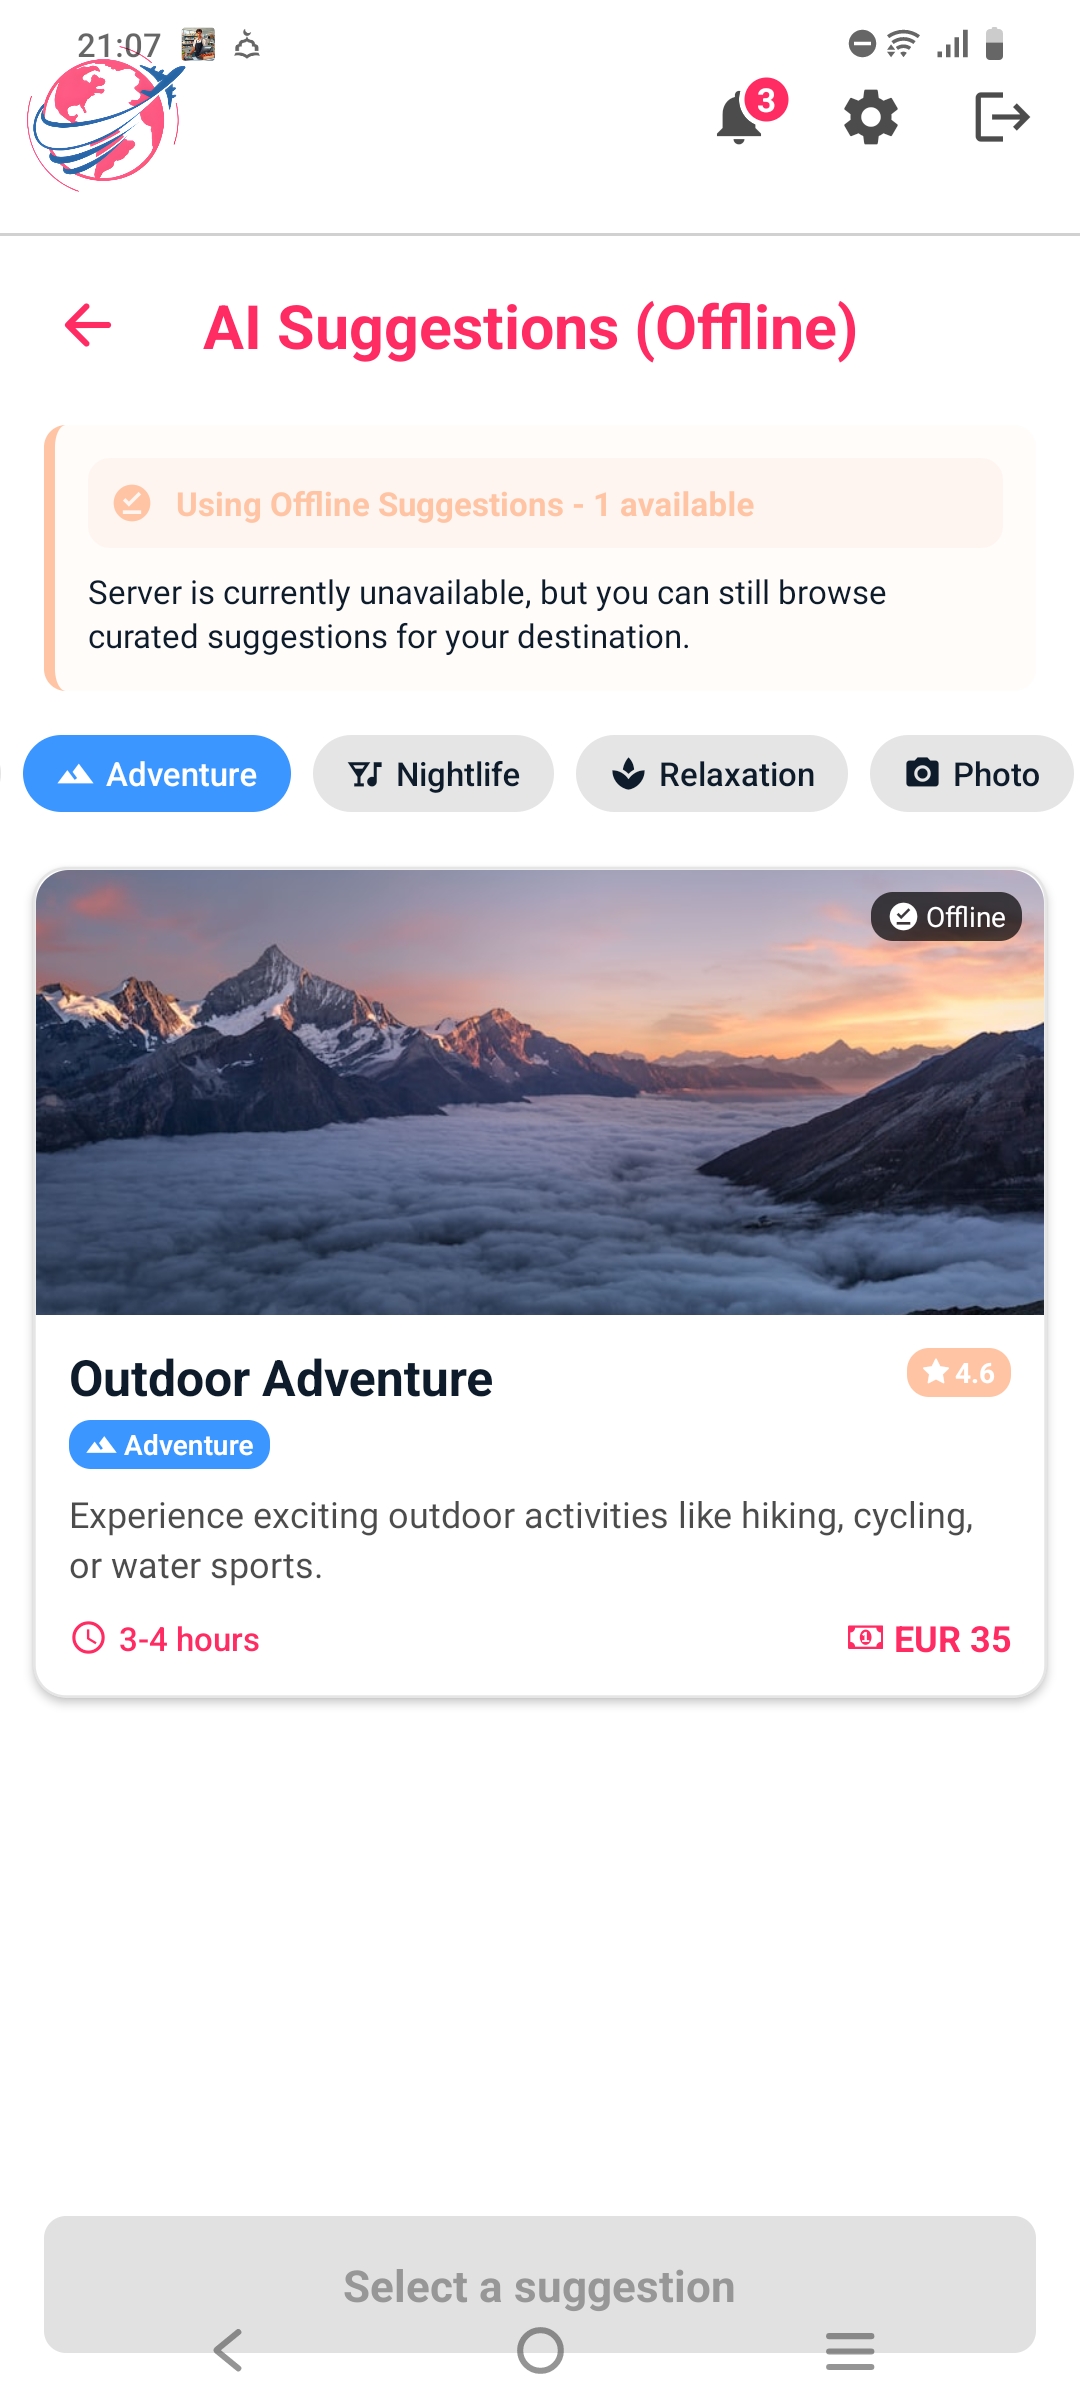 21:07
3
AI Suggestions (Offline)
Using Offline Suggestions - 1 available
Server is currently unavailable, but you can still browse
curated suggestions for your destination.
Adventure
Nightlife
Relaxation
Photo
Offline
Outdoor Adventure
4.6
Adventure
Experience exciting outdoor activities like hiking, cycling,
or water sports.
3-4 hours
EUR 35
Select a suggestion